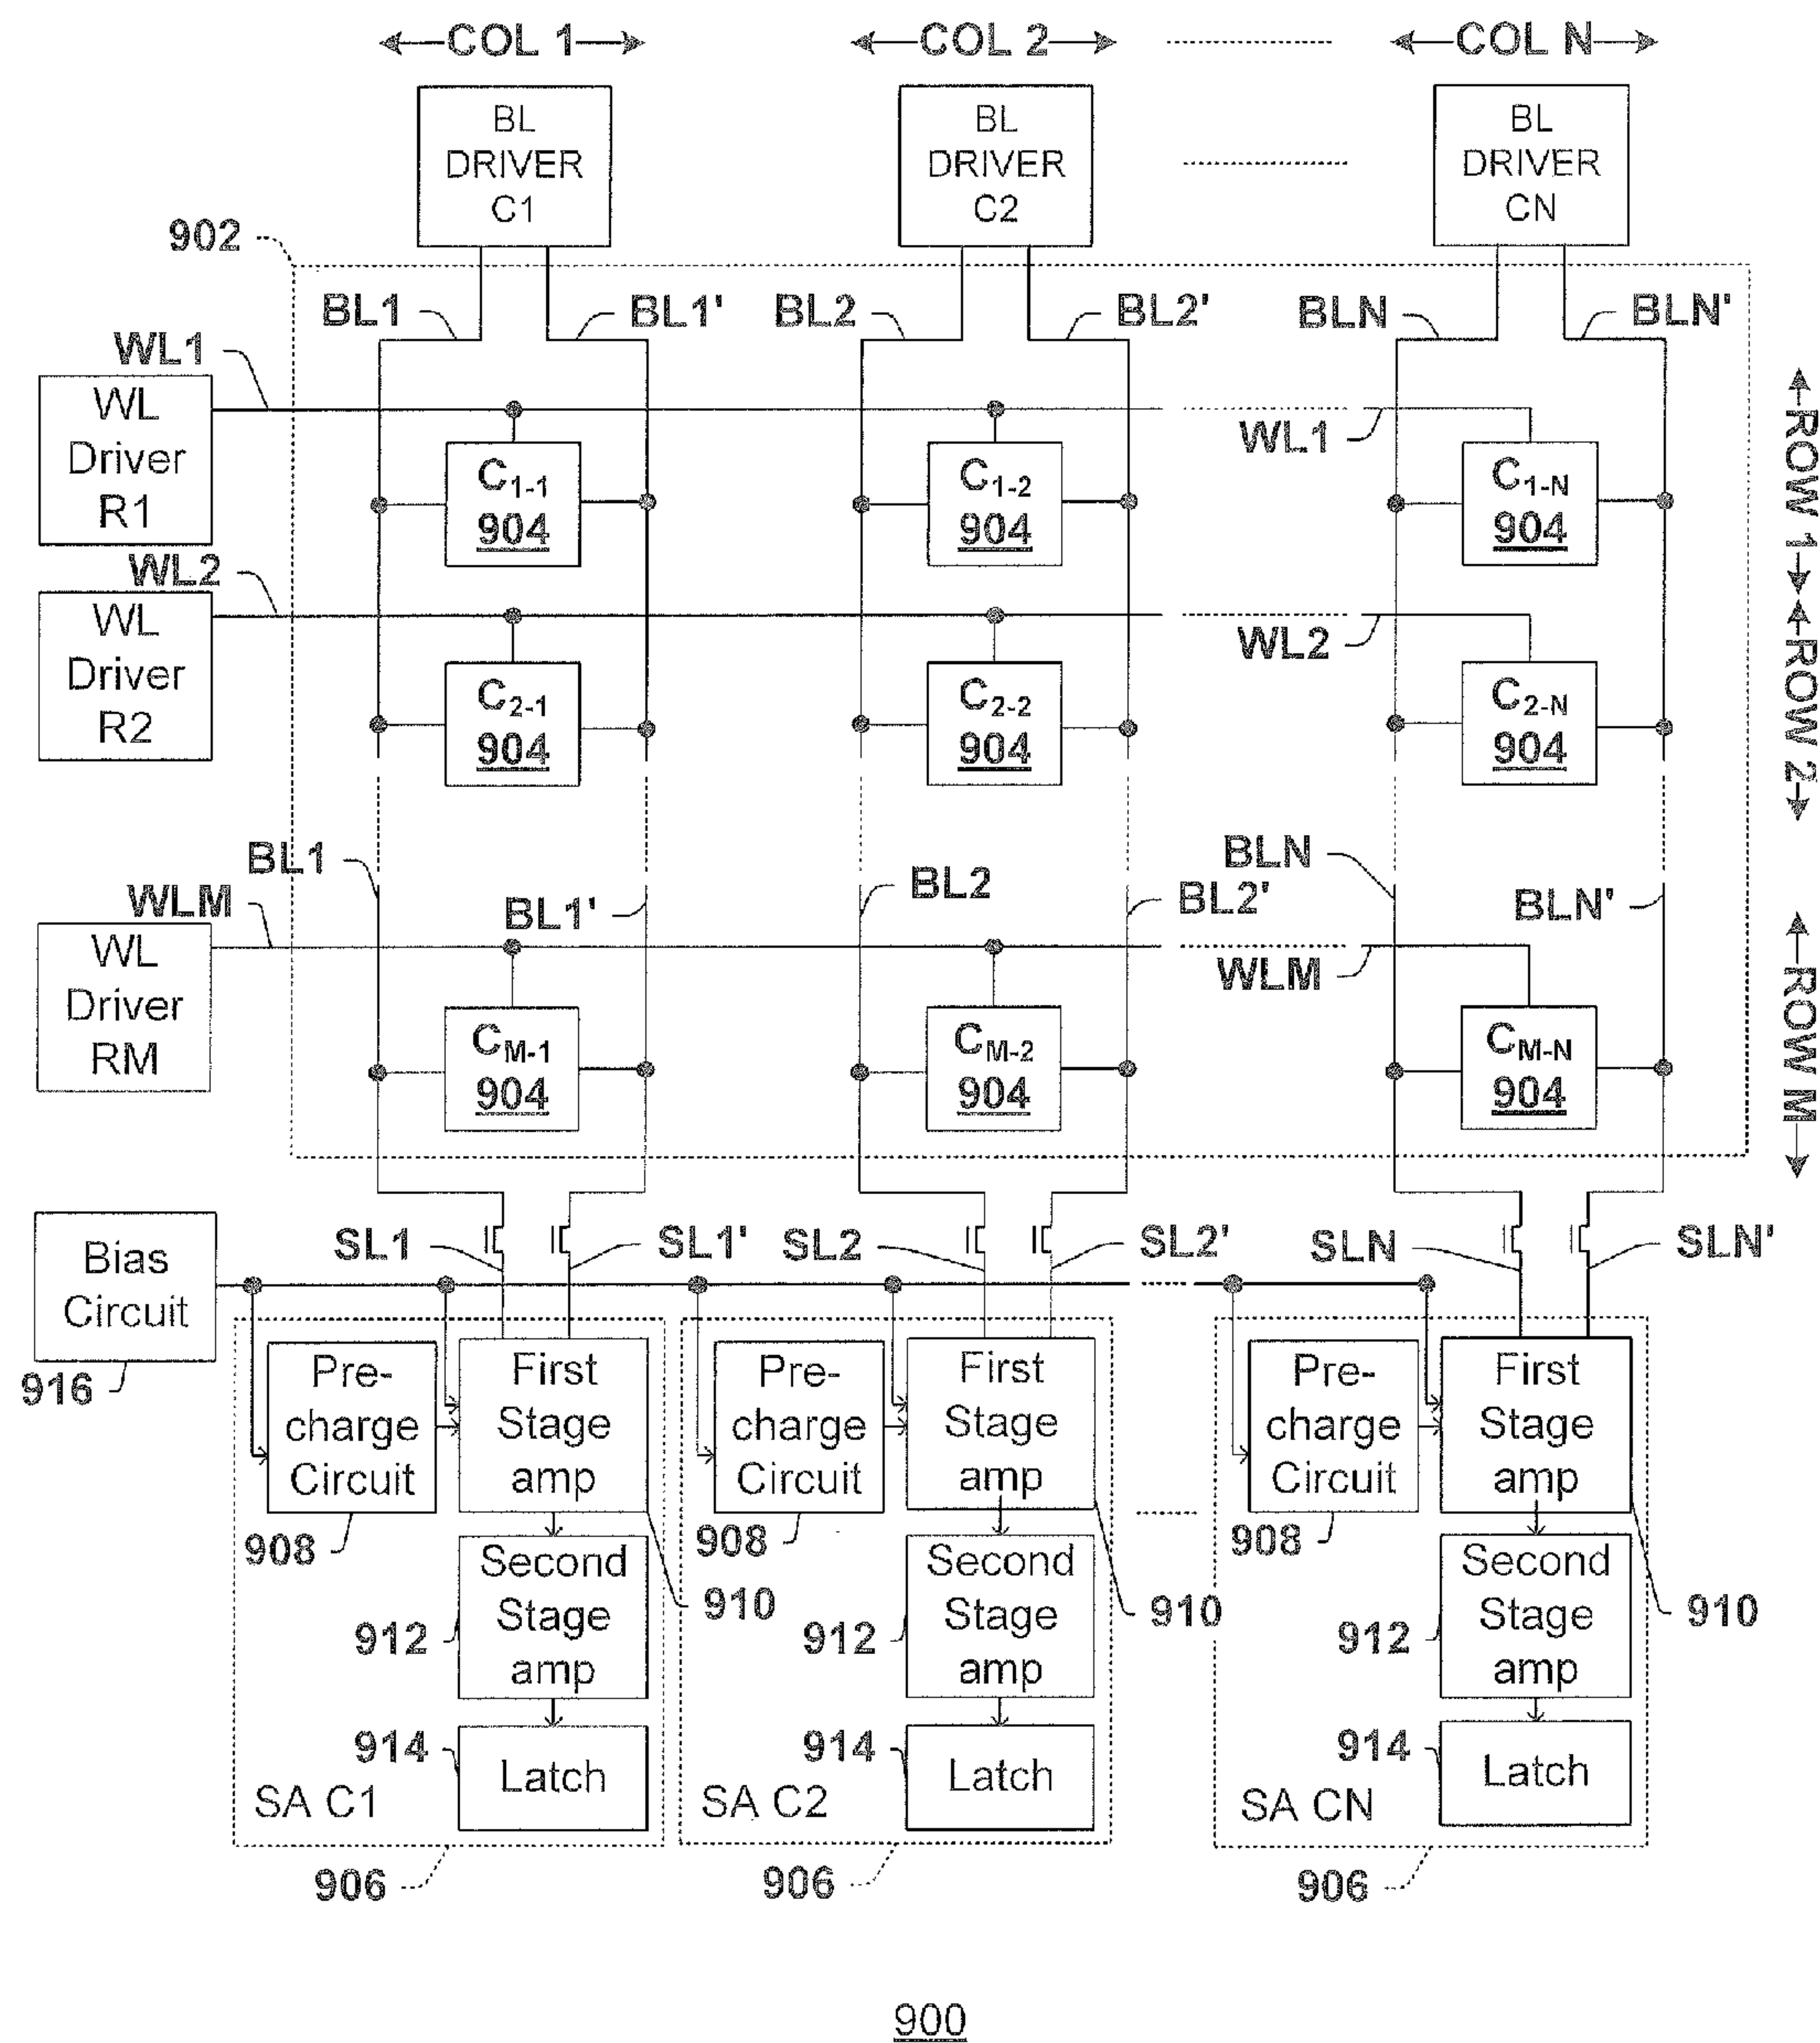 COL 1
COL 2
COL N
BL
DRIVER
C1
BL
DRIVER
C2
BL
DRIVER
CN
902
BL1
BL1'
BL2
BL2'
BLN
BLN'
WL1
WL
Driver
R1
WL1
C1-1
904
C1-2
904
C1-N
904
ROW 1
WL2
WL
Driver
R2
WL2
C2-1
904
C2-2
904
C2-N
904
ROW 2
BL1
BL1'
BL2
BL2'
BLN
BLN'
WLM
WL
Driver
RM
WLM
CM-1
904
CM-2
904
CM-N
904
ROW M
Bias
Circuit
916
SL1
SL1'
SL2
SL2'
SLN
SLN'
Pre-
charge
Circuit
908
First
Stage
amp
910
Second
Stage
amp
912
Latch
914
SA C1
906
Pre-
charge
Circuit
908
First
Stage
amp
910
Second
Stage
amp
912
Latch
914
SA C2
906
Pre-
charge
Circuit
908
First
Stage
amp
910
Second
Stage
amp
912
Latch
914
SA CN
906
900